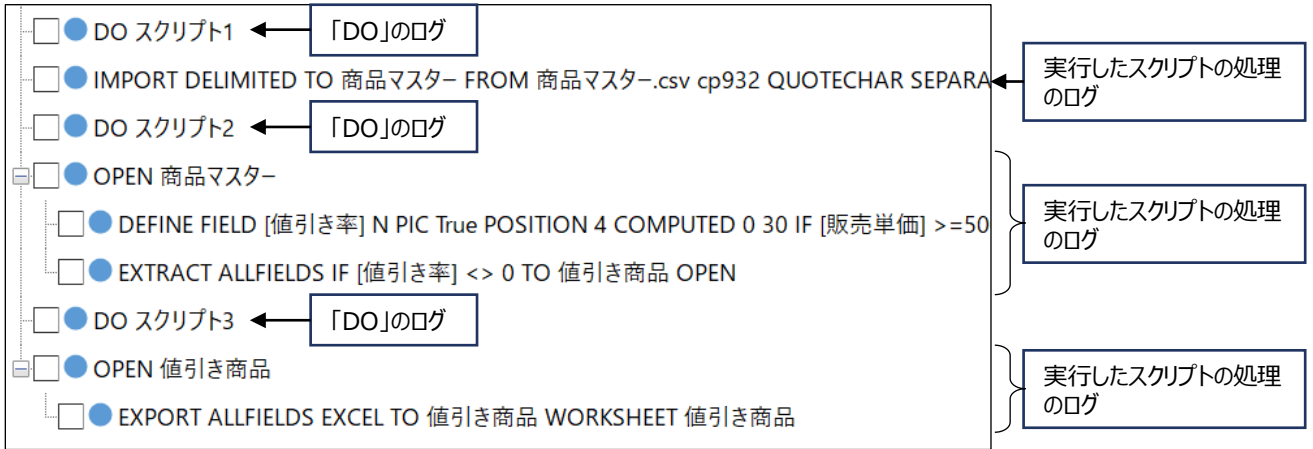 DO スクリプト1
「DO」のログ
IMPORT DELIMITED TO 商品マスター FROM 商品マスター.csv cp932 QUOTECHAR SEPARA
実行したスクリプトの処理
のログ
DO スクリプト2
「DO」のログ
OPEN 商品マスター
DEFINE FIELD [値引き率] N PIC True POSITION 4 COMPUTED 0 30 IF [販売単価] >=50
EXTRACT ALLFIELDS IF [値引き率] <> 0 TO 値引き商品 OPEN
実行したスクリプトの処理
のログ
DO スクリプト3
「DO」のログ
OPEN 値引き商品
EXPORT ALLFIELDS EXCEL TO 値引き商品 WORKSHEET 値引き商品
実行したスクリプトの処理
のログ